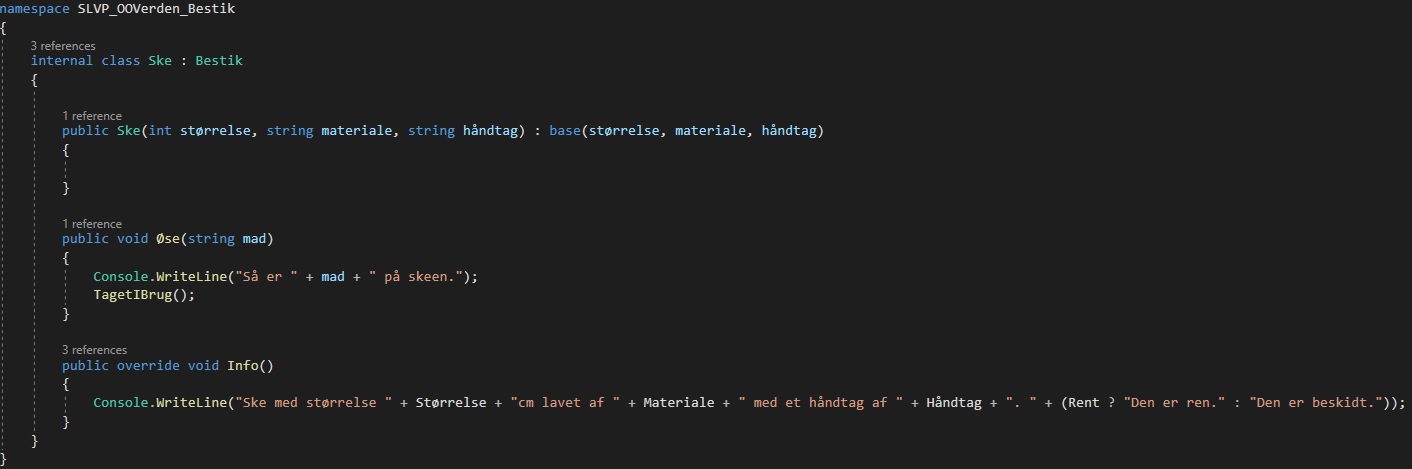 namespace SLVP_OOVerden_Bestik
{
3 references
internal class Ske : Bestik
{
1 reference
public Ske(int størrelse, string materiale, string håndtag) : base(størrelse, materiale, håndtag)
{
}
1 reference
public void Øse(string mad)
{
Console.WriteLine("Så er " + mad + " på skeen.");
TagetIBrug();
}
3 references
public override void Info()
{
Console.WriteLine("Ske med størrelse " + Størrelse + "cm lavet af " + Materiale + " med et håndtag af " + Håndtag + ". " + (Rent ? "Den er ren." : "Den er beskidt."));
}
}
}